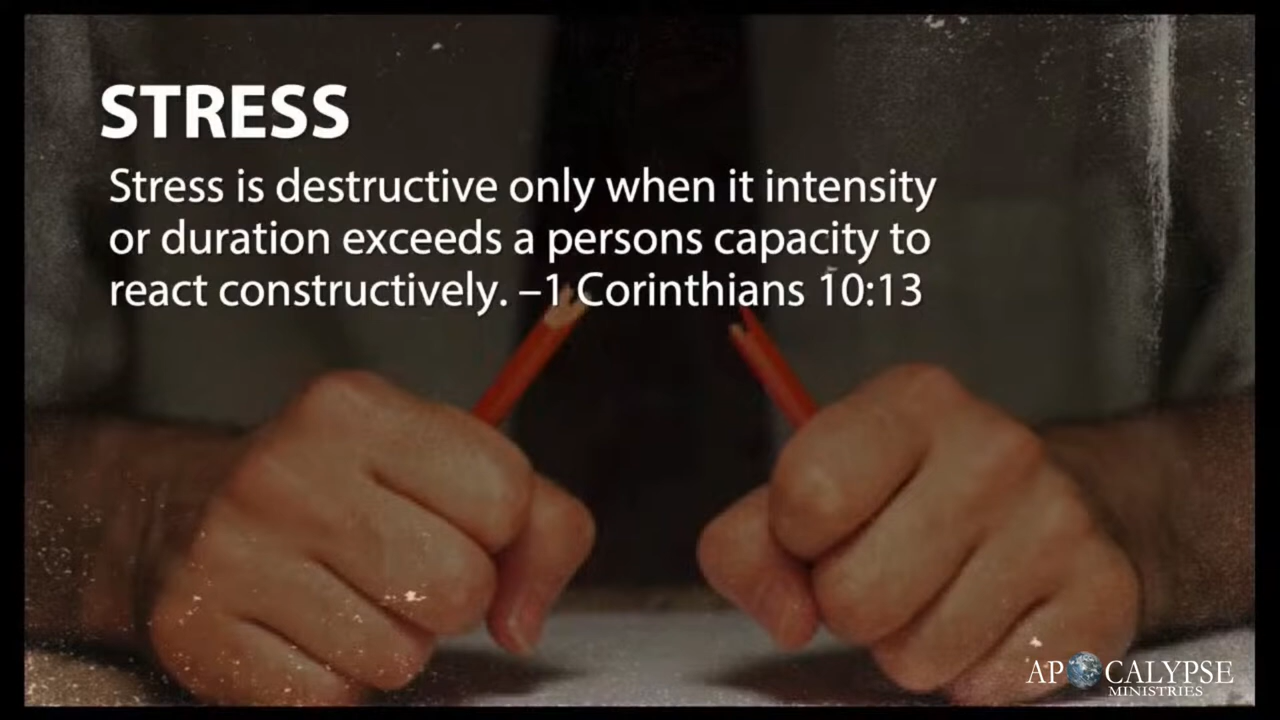 STRESS
Stress is destructive only when it intensity
or duration exceeds a persons capacity to
react constructively. –1 Corinthians 10:13
APOCALYPSE
MINISTRIES